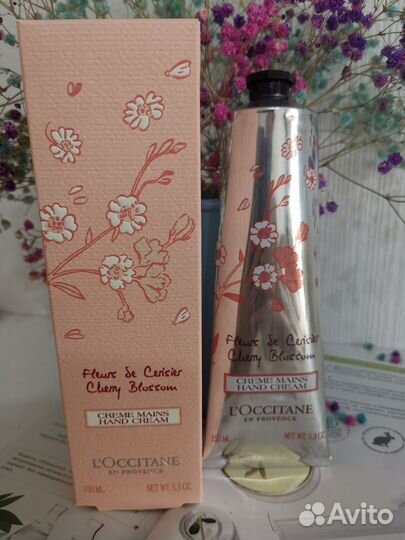 Fleurs de Cerisier
Cherry Blossom
CREME MAINS
HAND CREAM
L'OCCITANE
EN PROVENCE
150 ML NET WT. 5.3 OZ.
Fleurs de Cerisier
Cherry Blossom
CREME MAINS
HAND CREAM
L'OCCITANE
EN PROVENCE
150 ML NET WT. 5.3 OZ
Avito